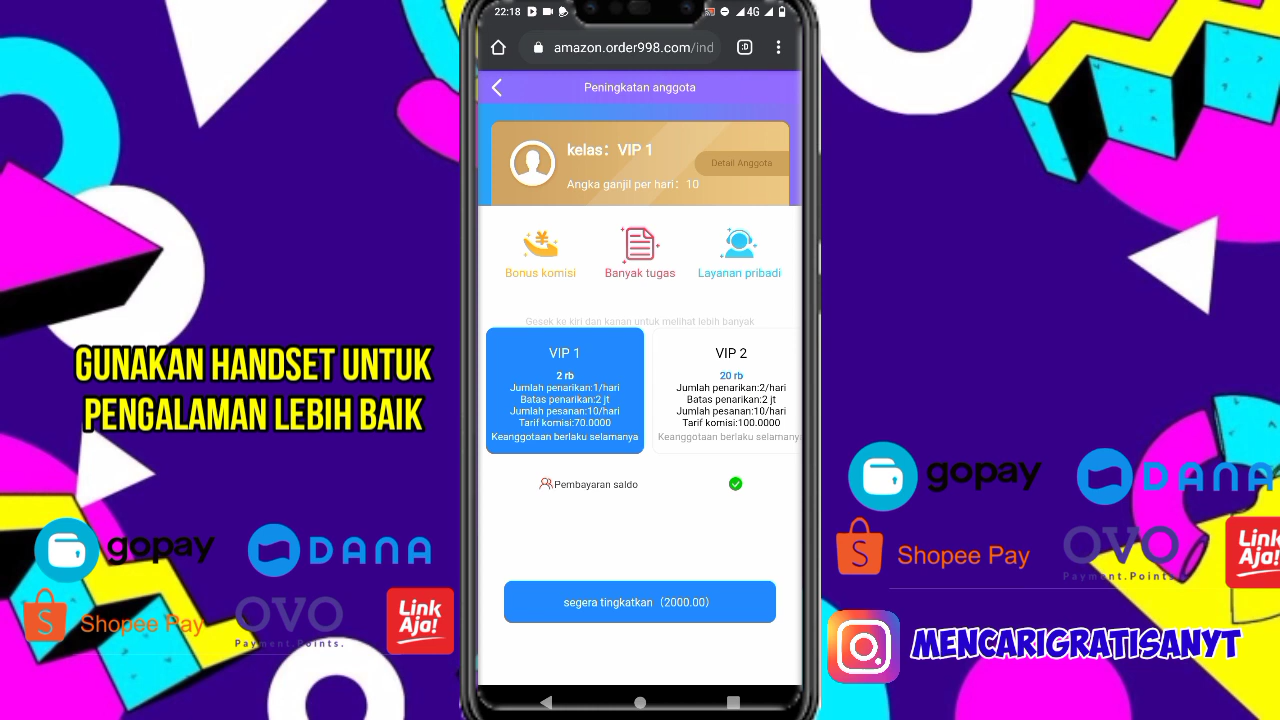 22:18
4G
amazon.order998.com/ind
:D
Peningkatan anggota
kelas: VIP 1
Detail Anggota
Angka ganjil per hari: 10
Bonus komisi
Banyak tugas
Layanan pribadi
Gesek ke kiri dan kanan untuk melihat lebih banyak
VIP 1
2 rb
Jumlah penarikan:1/hari
Batas penarikan:2 jt
Jumlah pesanan:10/hari
Tarif komisi:70.0000
Keanggotaan berlaku selamanya
VIP 2
20 rb
Jumlah penarikan:2/hari
Batas penarikan:2 jt
Jumlah pesanan:10/hari
Tarif komisi:100.0000
Keanggotaan berlaku selamanya
Pembayaran saldo
segera tingkatkan (2000.00)
GUNAKAN HANDSET UNTUK
PENGALAMAN LEBIH BAIK
gopay
DANA
S Shopee Pay
OVO
Payment.Points.
Link
Aja!
gopay
DANA
S Shopee Pay
OVO
Payment.Points
Link
Aja!
MENCARIGRATISANYT